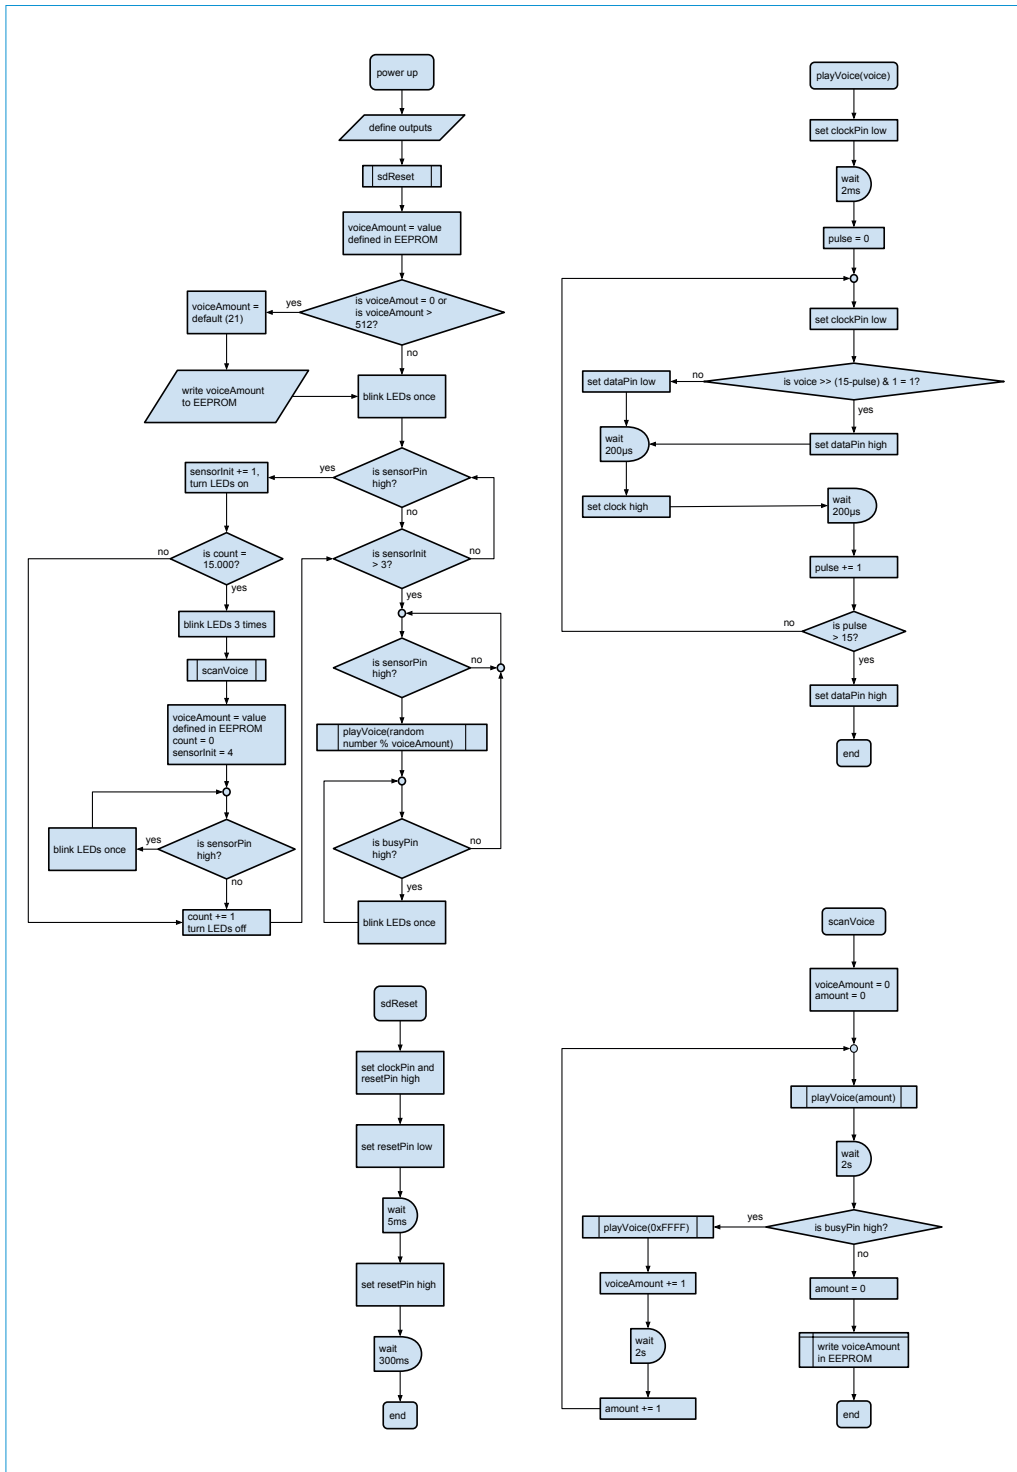 power up
define outputs
sdReset
voiceAmount = value
defined in EEPROM
is voiceAmout = 0 or
is voiceAmount >
512?
yes
no
voiceAmount =
default (21)
write voiceAmount
to EEPROM
blink LEDs once
is sensorPin
high?
yes
no
sensorInit += 1,
turn LEDs on
is count =
15.000?
no
yes
is sensorInit
> 3?
no
yes
blink LEDs 3 times
scanVoice
voiceAmount = value
defined in EEPROM
count = 0
sensorInit = 4
is sensorPin
high?
yes
no
blink LEDs once
count += 1
turn LEDs off
is sensorPin
high?
no
playVoice(random
number % voiceAmount)
is busyPin
high?
no
yes
blink LEDs once
sdReset
set clockPin and
resetPin high
set resetPin low
wait
5ms
set resetPin high
wait
300ms
end
playVoice(voice)
set clockPin low
wait
2ms
pulse = 0
set clockPin low
is voice >> (15-pulse) & 1 = 1?
no
yes
set dataPin low
set dataPin high
wait
200µs
set clock high
wait
200µs
pulse += 1
is pulse
> 15?
no
yes
set dataPin high
end
scanVoice
voiceAmount = 0
amount = 0
playVoice(amount)
wait
2s
is busyPin high?
yes
no
playVoice(0xFFFF)
voiceAmount += 1
wait
2s
amount += 1
amount = 0
write voiceAmount
in EEPROM
end